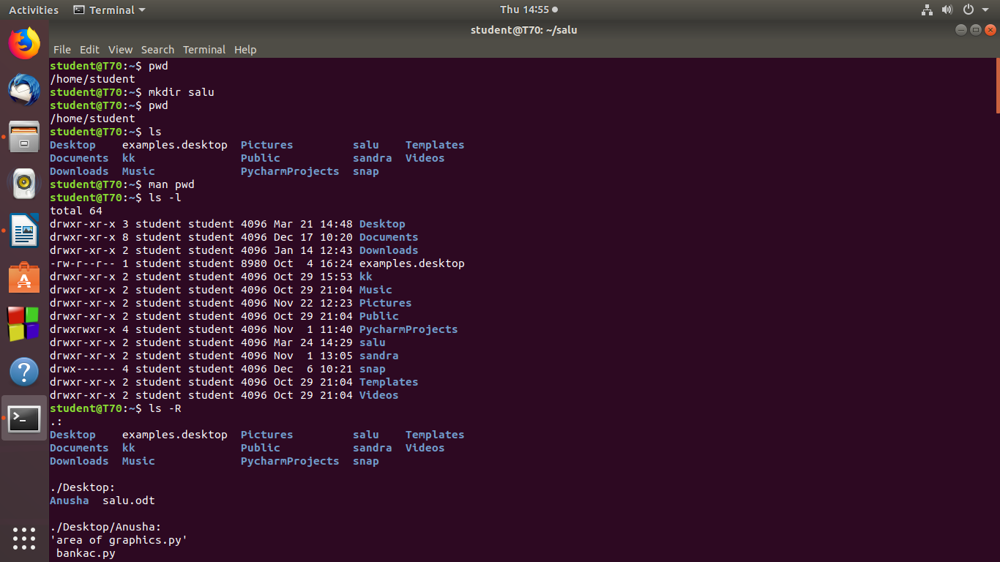 Activities Terminal Thu 14:55
student@T70: ~/salu
File Edit View Search Terminal Help
student@T70:~$ pwd
/home/student
student@T70:~$ mkdir salu
student@T70:~$ pwd
/home/student
student@T70:~$ ls
Desktop    examples.desktop  Pictures         salu    Templates
Documents  kk                Public           sandra  Videos
Downloads  Music             PycharmProjects  snap
student@T70:~$ man pwd
student@T70:~$ ls -l
total 64
drwxr-xr-x 3 student student 4096 Mar 21 14:48 Desktop
drwxr-xr-x 8 student student 4096 Dec 17 10:20 Documents
drwxr-xr-x 2 student student 4096 Jan 14 12:43 Downloads
-rw-r--r-- 1 student student 8980 Oct  4 16:24 examples.desktop
drwxr-xr-x 2 student student 4096 Oct 29 15:53 kk
drwxr-xr-x 2 student student 4096 Oct 29 21:04 Music
drwxr-xr-x 2 student student 4096 Nov 22 12:23 Pictures
drwxr-xr-x 2 student student 4096 Oct 29 21:04 Public
drwxrwxr-x 4 student student 4096 Nov  1 11:40 PycharmProjects
drwxr-xr-x 2 student student 4096 Mar 24 14:29 salu
drwxr-xr-x 2 student student 4096 Nov  1 13:05 sandra
drwx------ 4 student student 4096 Dec  6 10:21 snap
drwxr-xr-x 2 student student 4096 Oct 29 21:04 Templates
drwxr-xr-x 2 student student 4096 Oct 29 21:04 Videos
student@T70:~$ ls -R
.:
Desktop    examples.desktop  Pictures         salu    Templates
Documents  kk                Public           sandra  Videos
Downloads  Music             PycharmProjects  snap
./Desktop:
Anusha  salu.odt
./Desktop/Anusha:
'area of graphics.py'
 bankac.py